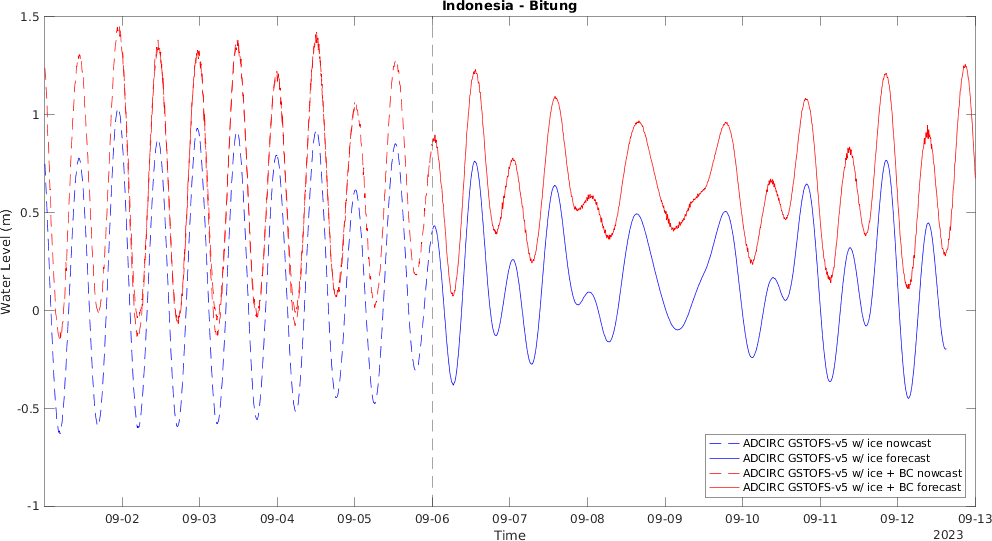 Indonesia - Bitung
1.5
1
0.5
0
-0.5
-1
Water Level (m)
ADCIRC GSTOFS-v5 w/ ice nowcast
ADCIRC GSTOFS-v5 w/ ice forecast
ADCIRC GSTOFS-v5 w/ ice + BC nowcast
ADCIRC GSTOFS-v5 w/ ice + BC forecast
09-02 09-03 09-04 09-05 09-06 09-07 09-08 09-09 09-10 09-11 09-12 09-13
Time
2023